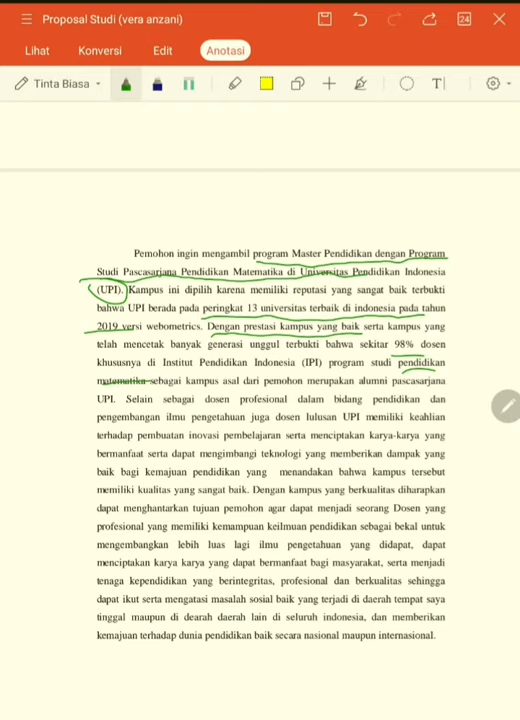 Proposal Studi (vera anzani)
24
Lihat Konversi Edit Anotasi
Tinta Biasa
T|
Pemohon ingin mengambil program Master Pendidikan dengan Program
Studi Pascasarjana Pendidikan Matematika di Universitas Pendidikan Indonesia
(UPI). Kampus ini dipilih karena memiliki reputasi yang sangat baik terbukti
bahwa UPI berada pada peringkat 13 universitas terbaik di indonesia pada tahun
2019 versi webometrics. Dengan prestasi kampus yang baik serta kampus yang
telah mencetak banyak generasi unggul terbukti bahwa sekitar 98% dosen
khususnya di Institut Pendidikan Indonesia (IPI) program studi pendidikan
matematika sebagai kampus asal dari pemohon merupakan alumni pascasarjana
UPI. Selain sebagai dosen profesional dalam bidang pendidikan dan
pengembangan ilmu pengetahuan juga dosen lulusan UPI memiliki keahlian
terhadap pembuatan inovasi pembelajaran serta menciptakan karya-karya yang
bermanfaat serta dapat mengimbangi teknologi yang memberikan dampak yang
baik bagi kemajuan pendidikan yang menandakan bahwa kampus tersebut
memiliki kualitas yang sangat baik. Dengan kampus yang berkualitas diharapkan
dapat menghantarkan tujuan pemohon agar dapat menjadi seorang Dosen yang
profesional yang memiliki kemampuan keilmuan pendidikan sebagai bekal untuk
mengembangkan lebih luas lagi ilmu pengetahuan yang didapat, dapat
menciptakan karya karya yang dapat bermanfaat bagi masyarakat, serta menjadi
tenaga kependidikan yang berintegritas, profesional dan berkualitas sehingga
dapat ikut serta mengatasi masalah sosial baik yang terjadi di daerah tempat saya
tinggal maupun di dearah daerah lain di seluruh indonesia, dan memberikan
kemajuan terhadap dunia pendidikan baik secara nasional maupun internasional.